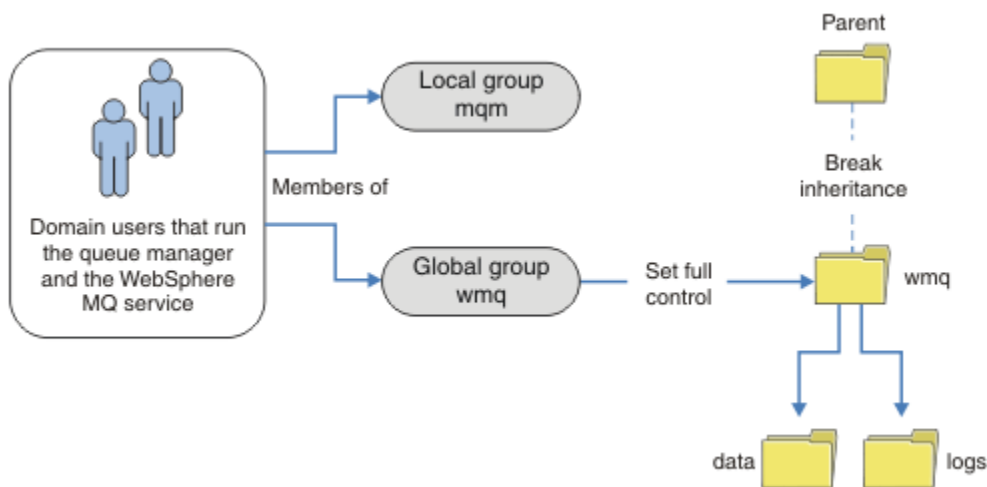 Parent
Local group
mqm
Members of
Domain users that run
the queue manager
and the WebSphere
MQ service
Break
inheritance
Global group
wmq
Set full
control
wmq
data
logs